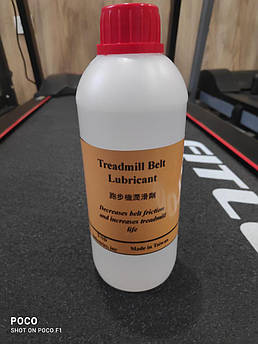 Treadmill Belt
Lubricant
跑步機潤滑劑
Decreases belt friction
and increases treadmill
life
Made in Taiwan
FITL
POCO
SHOT ON POCO F1